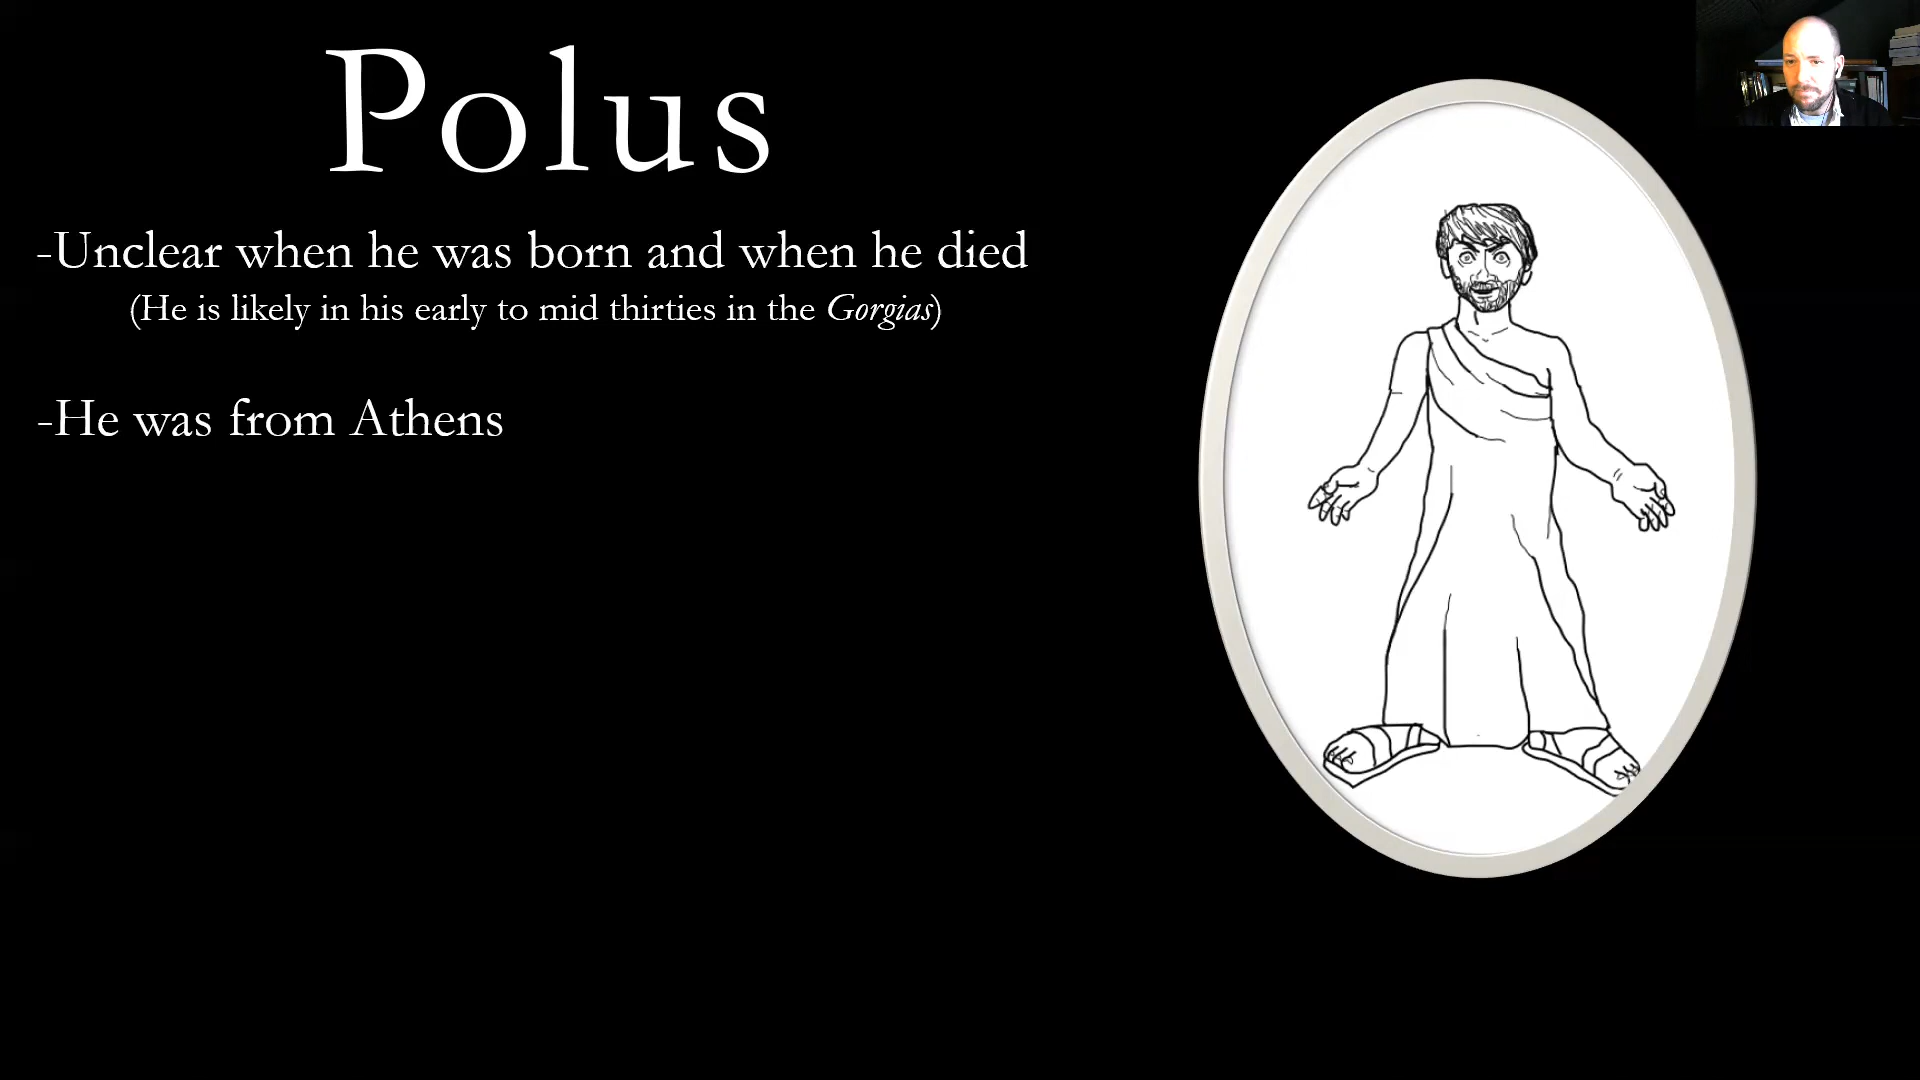 Polus
-Unclear when he was born and when he died
(He is likely in his early to mid thirties in the Gorgias)
-He was from Athens